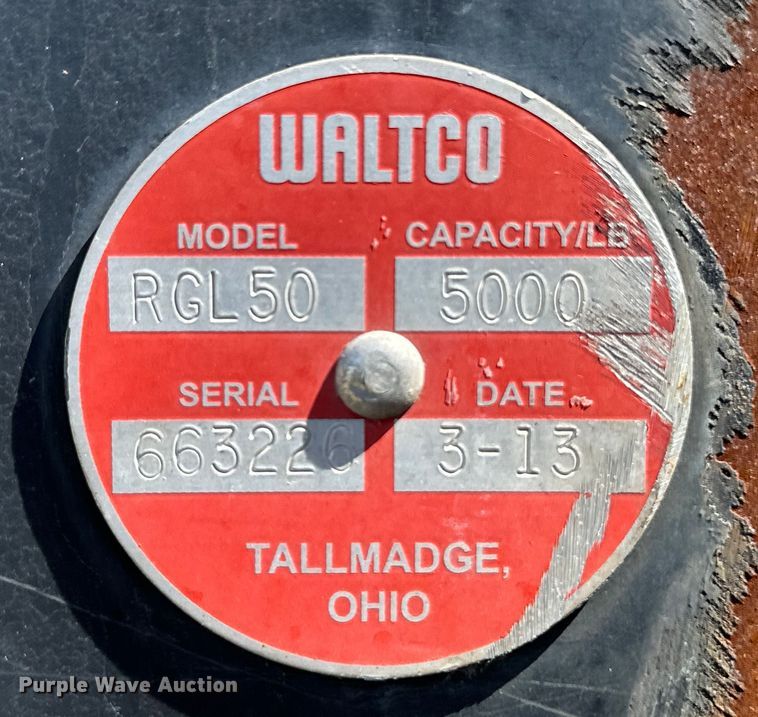 WALTCO
MODEL CAPACITY/LB
RGL50 5000
SERIAL DATE
663226 3-13
TALLMADGE,
OHIO
Purple Wave Auction